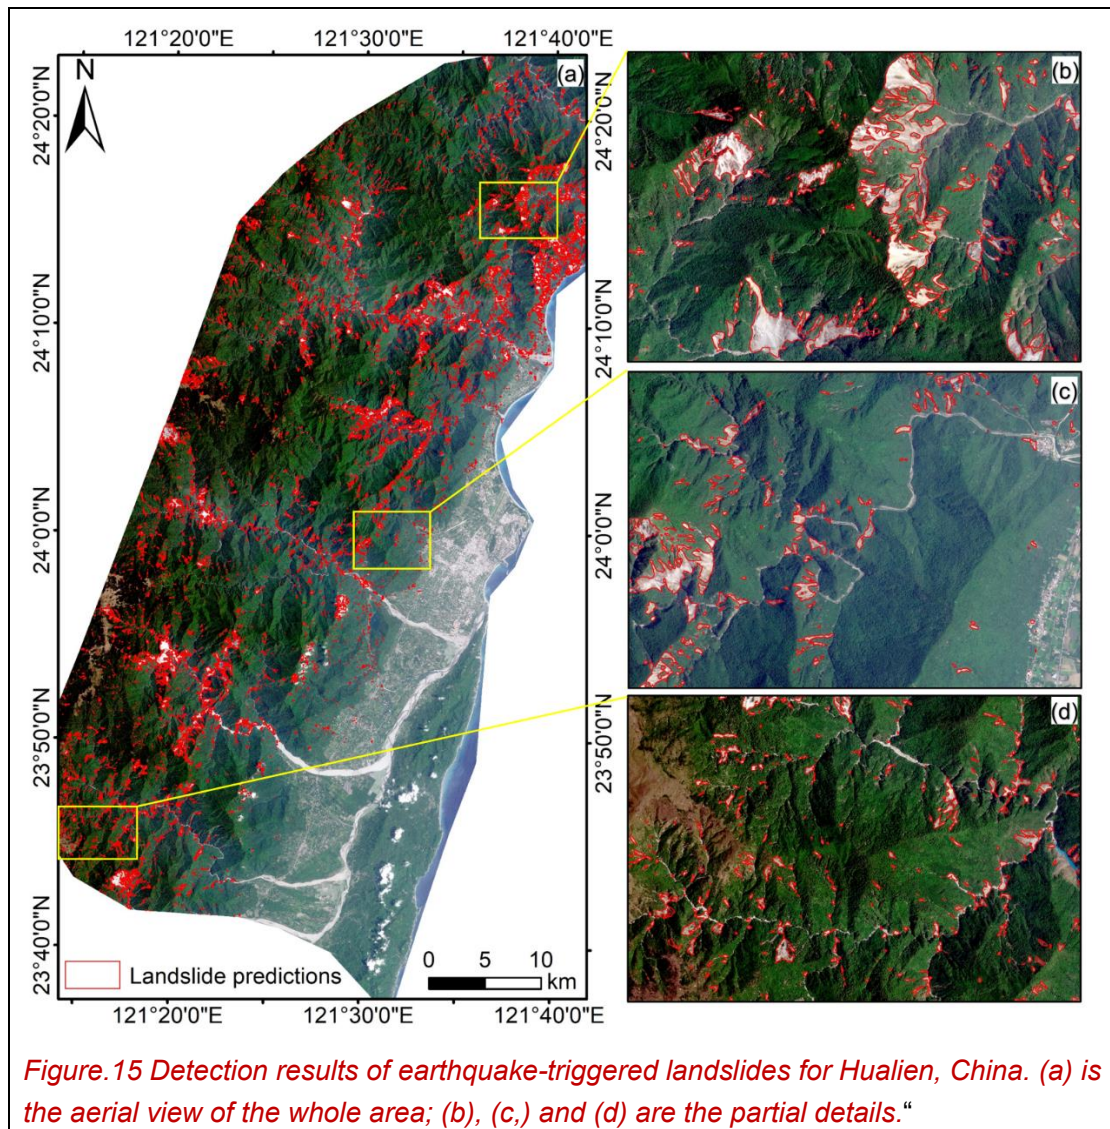 121°20'0"E 121°30'0"E 121°40'0"E
N
(a)
(b)
24°20'0"N
24°20'0"N
24°10'0"N
24°10'0"N
(c)
24°0'0"N
24°0'0"N
23°50'0"N
23°50'0"N
(d)
23°40'0"N
Landslide predictions
0 5 10
km
121°20'0"E 121°30'0"E 121°40'0"E
Figure.15 Detection results of earthquake-triggered landslides for Hualien, China. (a) is
the aerial view of the whole area; (b), (c,) and (d) are the partial details.“